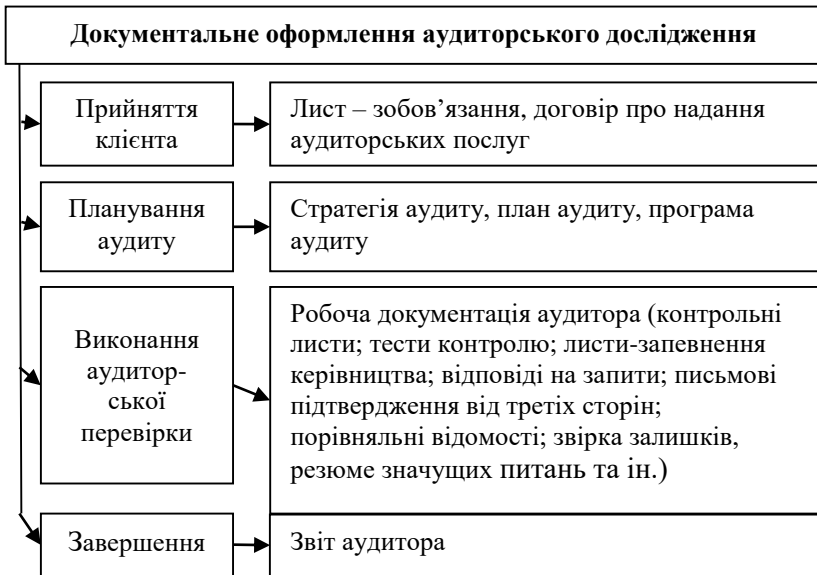 Документальне оформлення аудиторського дослідження
Прийняття
клієнта
Лист – зобов’язання, договір про надання
аудиторських послуг
Планування
аудиту
Стратегія аудиту, план аудиту, програма
аудиту
Виконання
аудитор-
ської
перевірки
Робоча документація аудитора (контрольні
листи; тести контролю; листи-запевнення
керівництва; відповіді на запити; письмові
підтвердження від третіх сторін;
порівняльні відомості; звірка залишків,
резюме значущих питань та ін.)
Завершення
Звіт аудитора